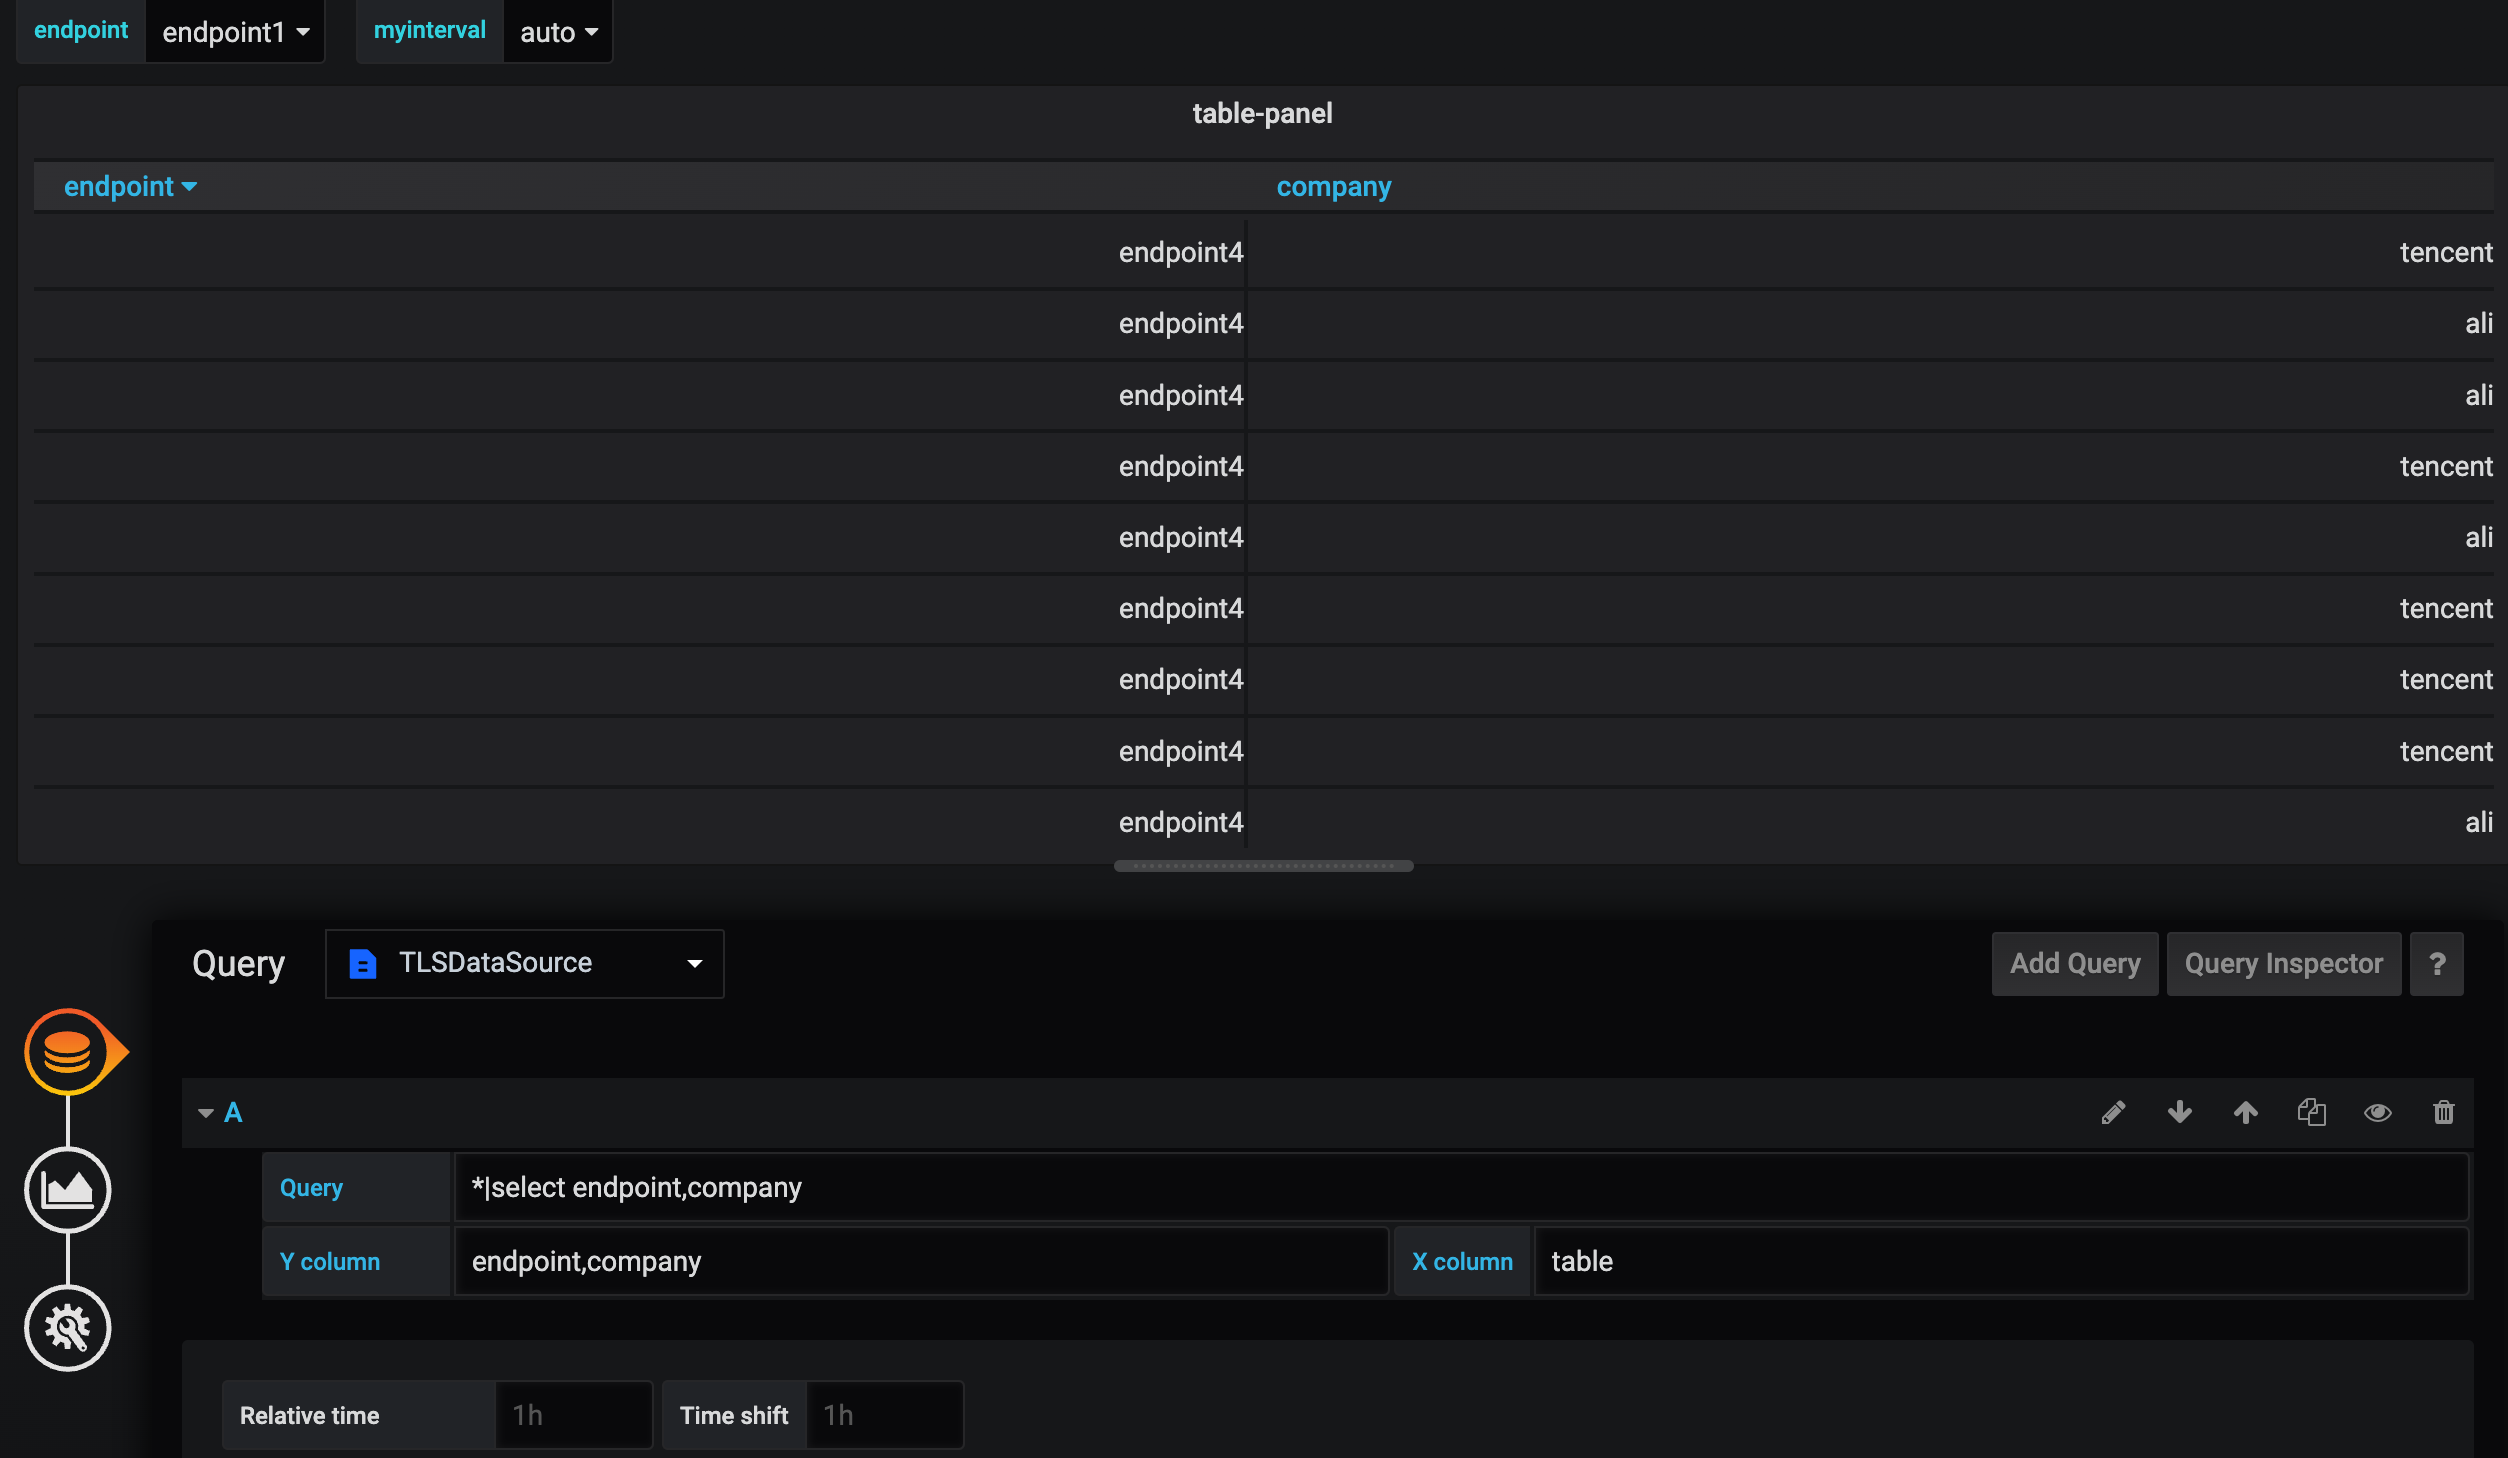 endpoint endpoint1 myinterval auto
table-panel
endpoint company
endpoint4 tencent
endpoint4 ali
endpoint4 ali
endpoint4 tencent
endpoint4 ali
endpoint4 tencent
endpoint4 tencent
endpoint4 tencent
endpoint4 ali
Query TLSDataSource Add Query Query Inspector ?
A
Query *|select endpoint,company
Y column endpoint,company X column table
Relative time 1h Time shift 1h